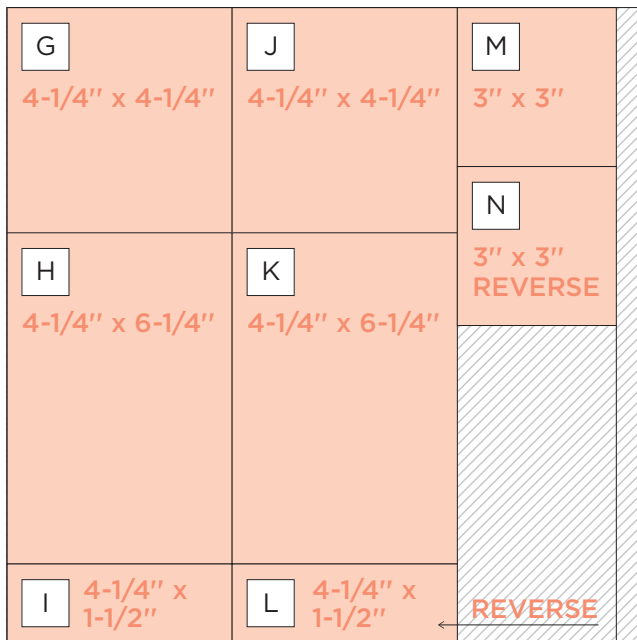 G
4-1/4" x 4-1/4"
J
4-1/4" x 4-1/4"
M
3" x 3"
N
3" x 3"
REVERSE
H
4-1/4" x 6-1/4"
K
4-1/4" x 6-1/4"
I
4-1/4" x
1-1/2"
L
4-1/4" x
1-1/2"
REVERSE